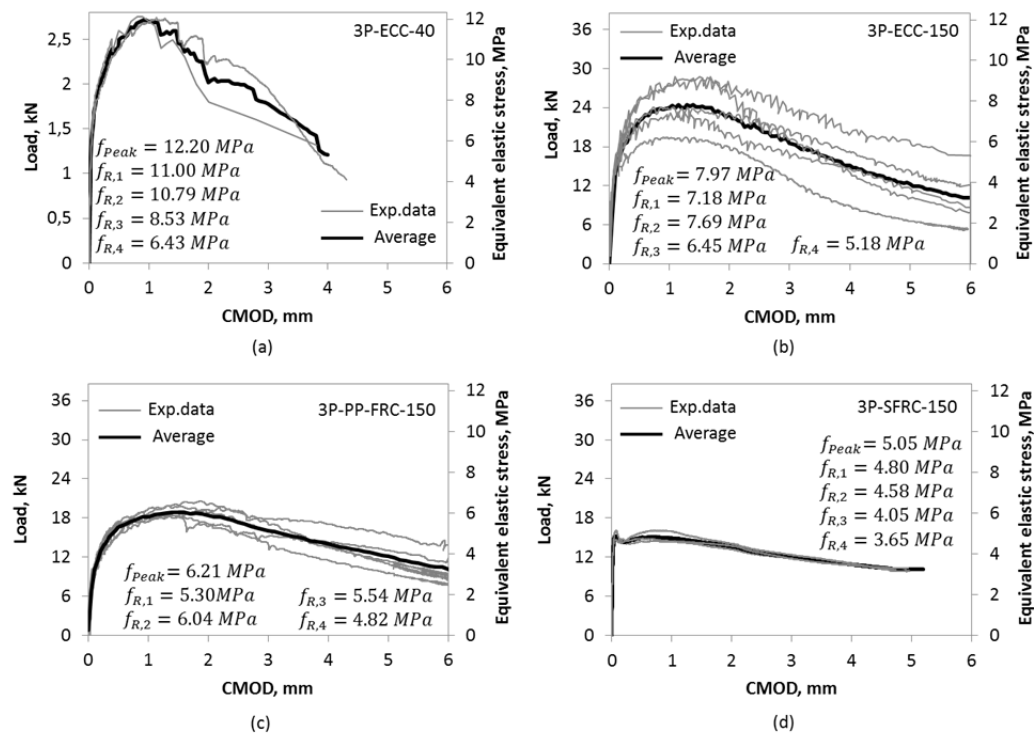 3P-ECC-40
2,5
2
1,5
1
0,5
0
Load, kN
12
10
8
6
4
2
0
Equivalent elastic stress, MPa
f_Peak = 12.20 MPa
f_R,1 = 11.00 MPa
f_R,2 = 10.79 MPa
f_R,3 = 8.53 MPa
f_R,4 = 6.43 MPa
Exp.data
Average
0 1 2 3 4 5 6
CMOD, mm
(a)
Exp.data
Average
3P-ECC-150
36
30
24
18
12
6
0
Load, kN
12
10
8
6
4
2
0
Equivalent elastic stress, MPa
f_Peak = 7.97 MPa
f_R,1 = 7.18 MPa
f_R,2 = 7.69 MPa
f_R,3 = 6.45 MPa f_R,4 = 5.18 MPa
0 1 2 3 4 5 6
CMOD, mm
(b)
Exp.data
Average
3P-PP-FRC-150
36
30
24
18
12
6
0
Load, kN
12
10
8
6
4
2
0
Equivalent elastic stress, MPa
f_Peak = 6.21 MPa
f_R,1 = 5.30MPa f_R,3 = 5.54 MPa
f_R,2 = 6.04 MPa f_R,4 = 4.82 MPa
0 1 2 3 4 5 6
CMOD, mm
(c)
Exp.data
Average
3P-SFRC-150
36
30
24
18
12
6
0
Load, kN
12
10
8
6
4
2
0
Equivalent elastic stress, MPa
f_Peak = 5.05 MPa
f_R,1 = 4.80 MPa
f_R,2 = 4.58 MPa
f_R,3 = 4.05 MPa
f_R,4 = 3.65 MPa
0 1 2 3 4 5 6
CMOD, mm
(d)